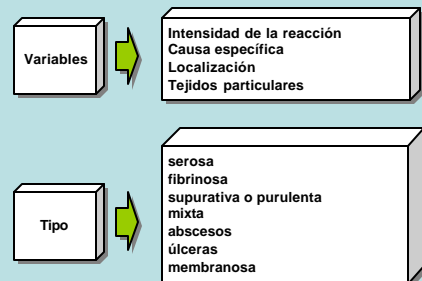 Variables
Intensidad de la reacción
Causa específica
Localización
Tejidos particulares
Tipo
serosa
fibrinosa
supurativa o purulenta
mixta
abscesos
úlceras
membranosa